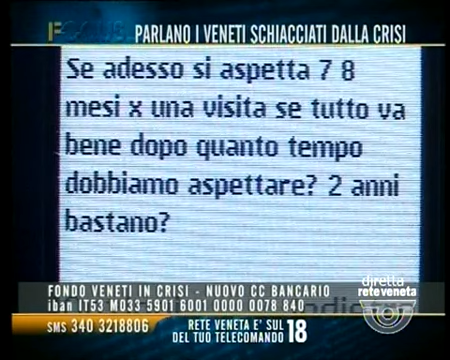 FOCUS PARLANO I VENETI SCHIACCIATI DALLA CRISI
Se adesso si aspetta 7 8
mesi x una visita se tutto va
bene dopo quanto tempo
dobbiamo aspettare? 2 anni
bastano?
FONDO VENETI IN CRISI - NUOVO CC BANCARIO
iban IT53 M033 5901 6001 0000 0078 840
diretta
reteveneta
SMS 340 3218806
RETE VENETA E' SUL
DEL TUO TELECOMANDO 18